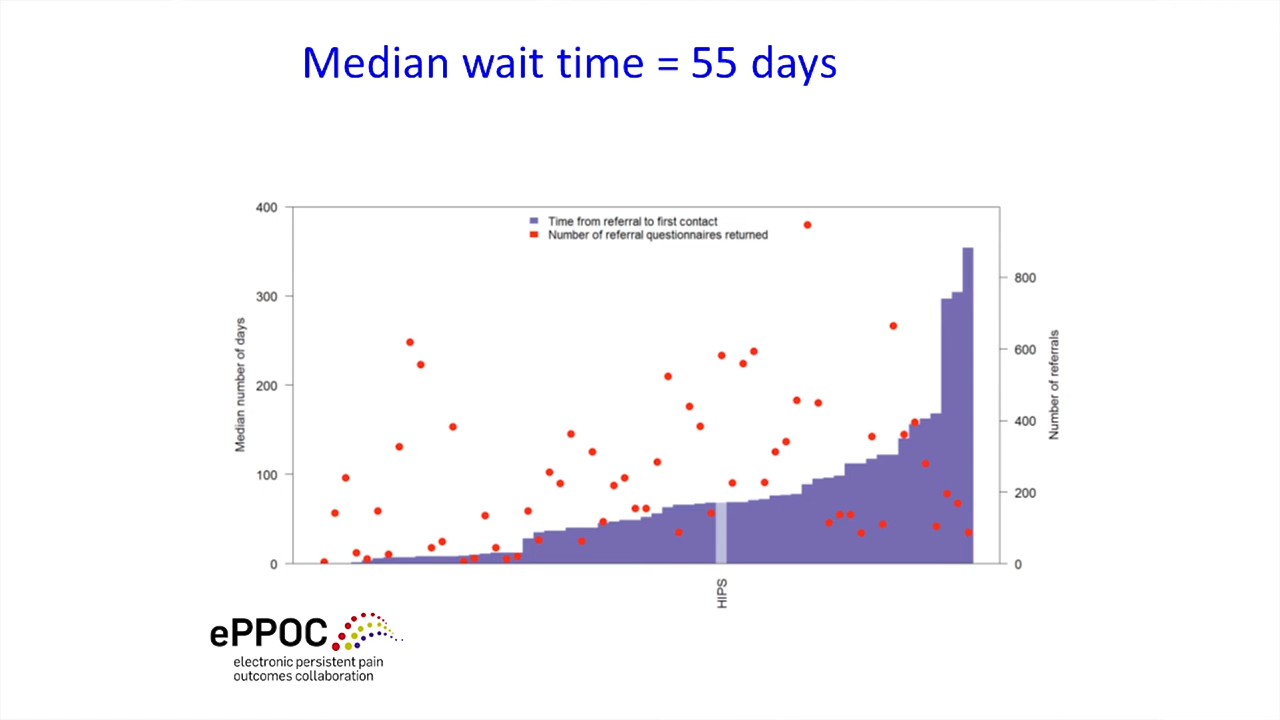 Median wait time = 55 days
Time from referral to first contact
Number of referral questionnaires returned
400
300
200
100
0
Median number of days
800
600
400
200
0
Number of referrals
HIPS
ePPOC
electronic persistent pain
outcomes collaboration